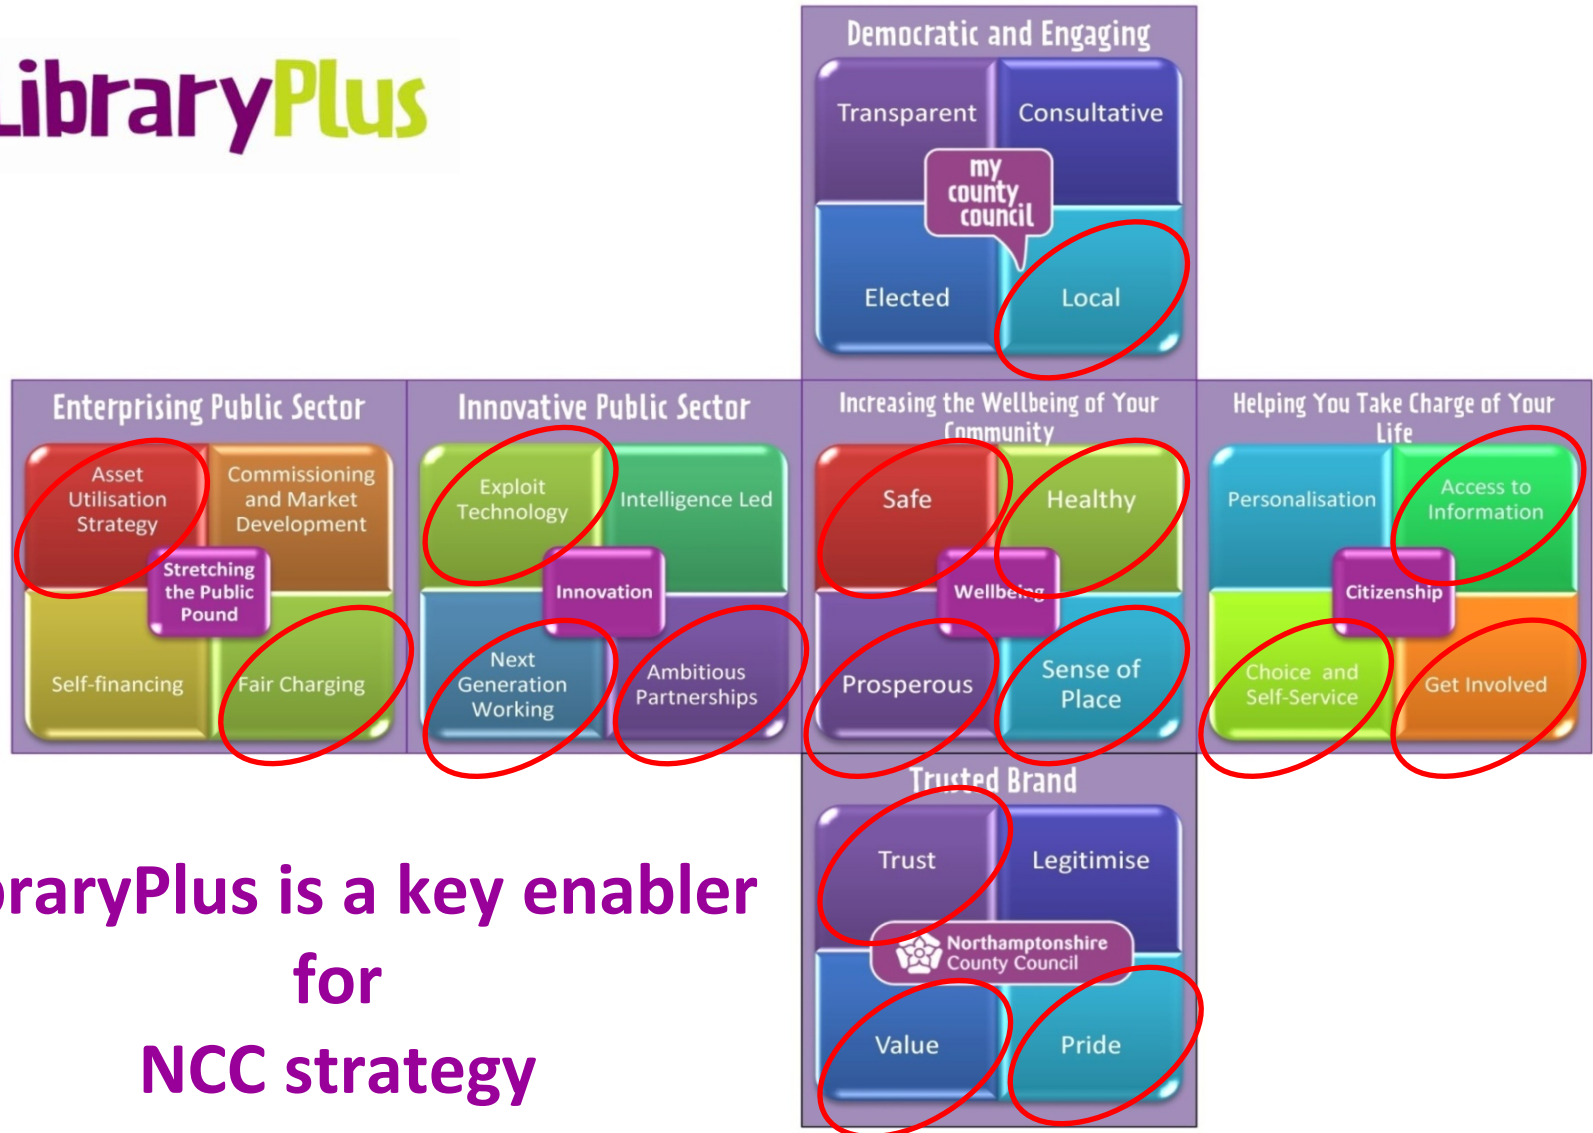 LibraryPlus
Democratic and Engaging
Transparent
Consultative
my
county
council
Elected
Local
Enterprising Public Sector
Asset
Utilisation
Strategy
Commissioning
and Market
Development
Stretching
the Public
Pound
Self-financing
Fair Charging
Innovative Public Sector
Exploit
Technology
Intelligence Led
Innovation
Next
Generation
Working
Ambitious
Partnerships
Increasing the Wellbeing of Your
Community
Safe
Healthy
Wellbeing
Prosperous
Sense of
Place
Helping You Take Charge of Your
Life
Personalisation
Access to
Information
Citizenship
Choice and
Self-Service
Get Involved
Trusted Brand
Trust
Legitimise
Northamptonshire
County Council
Value
Pride
braryPlus is a key enabler
for
NCC strategy